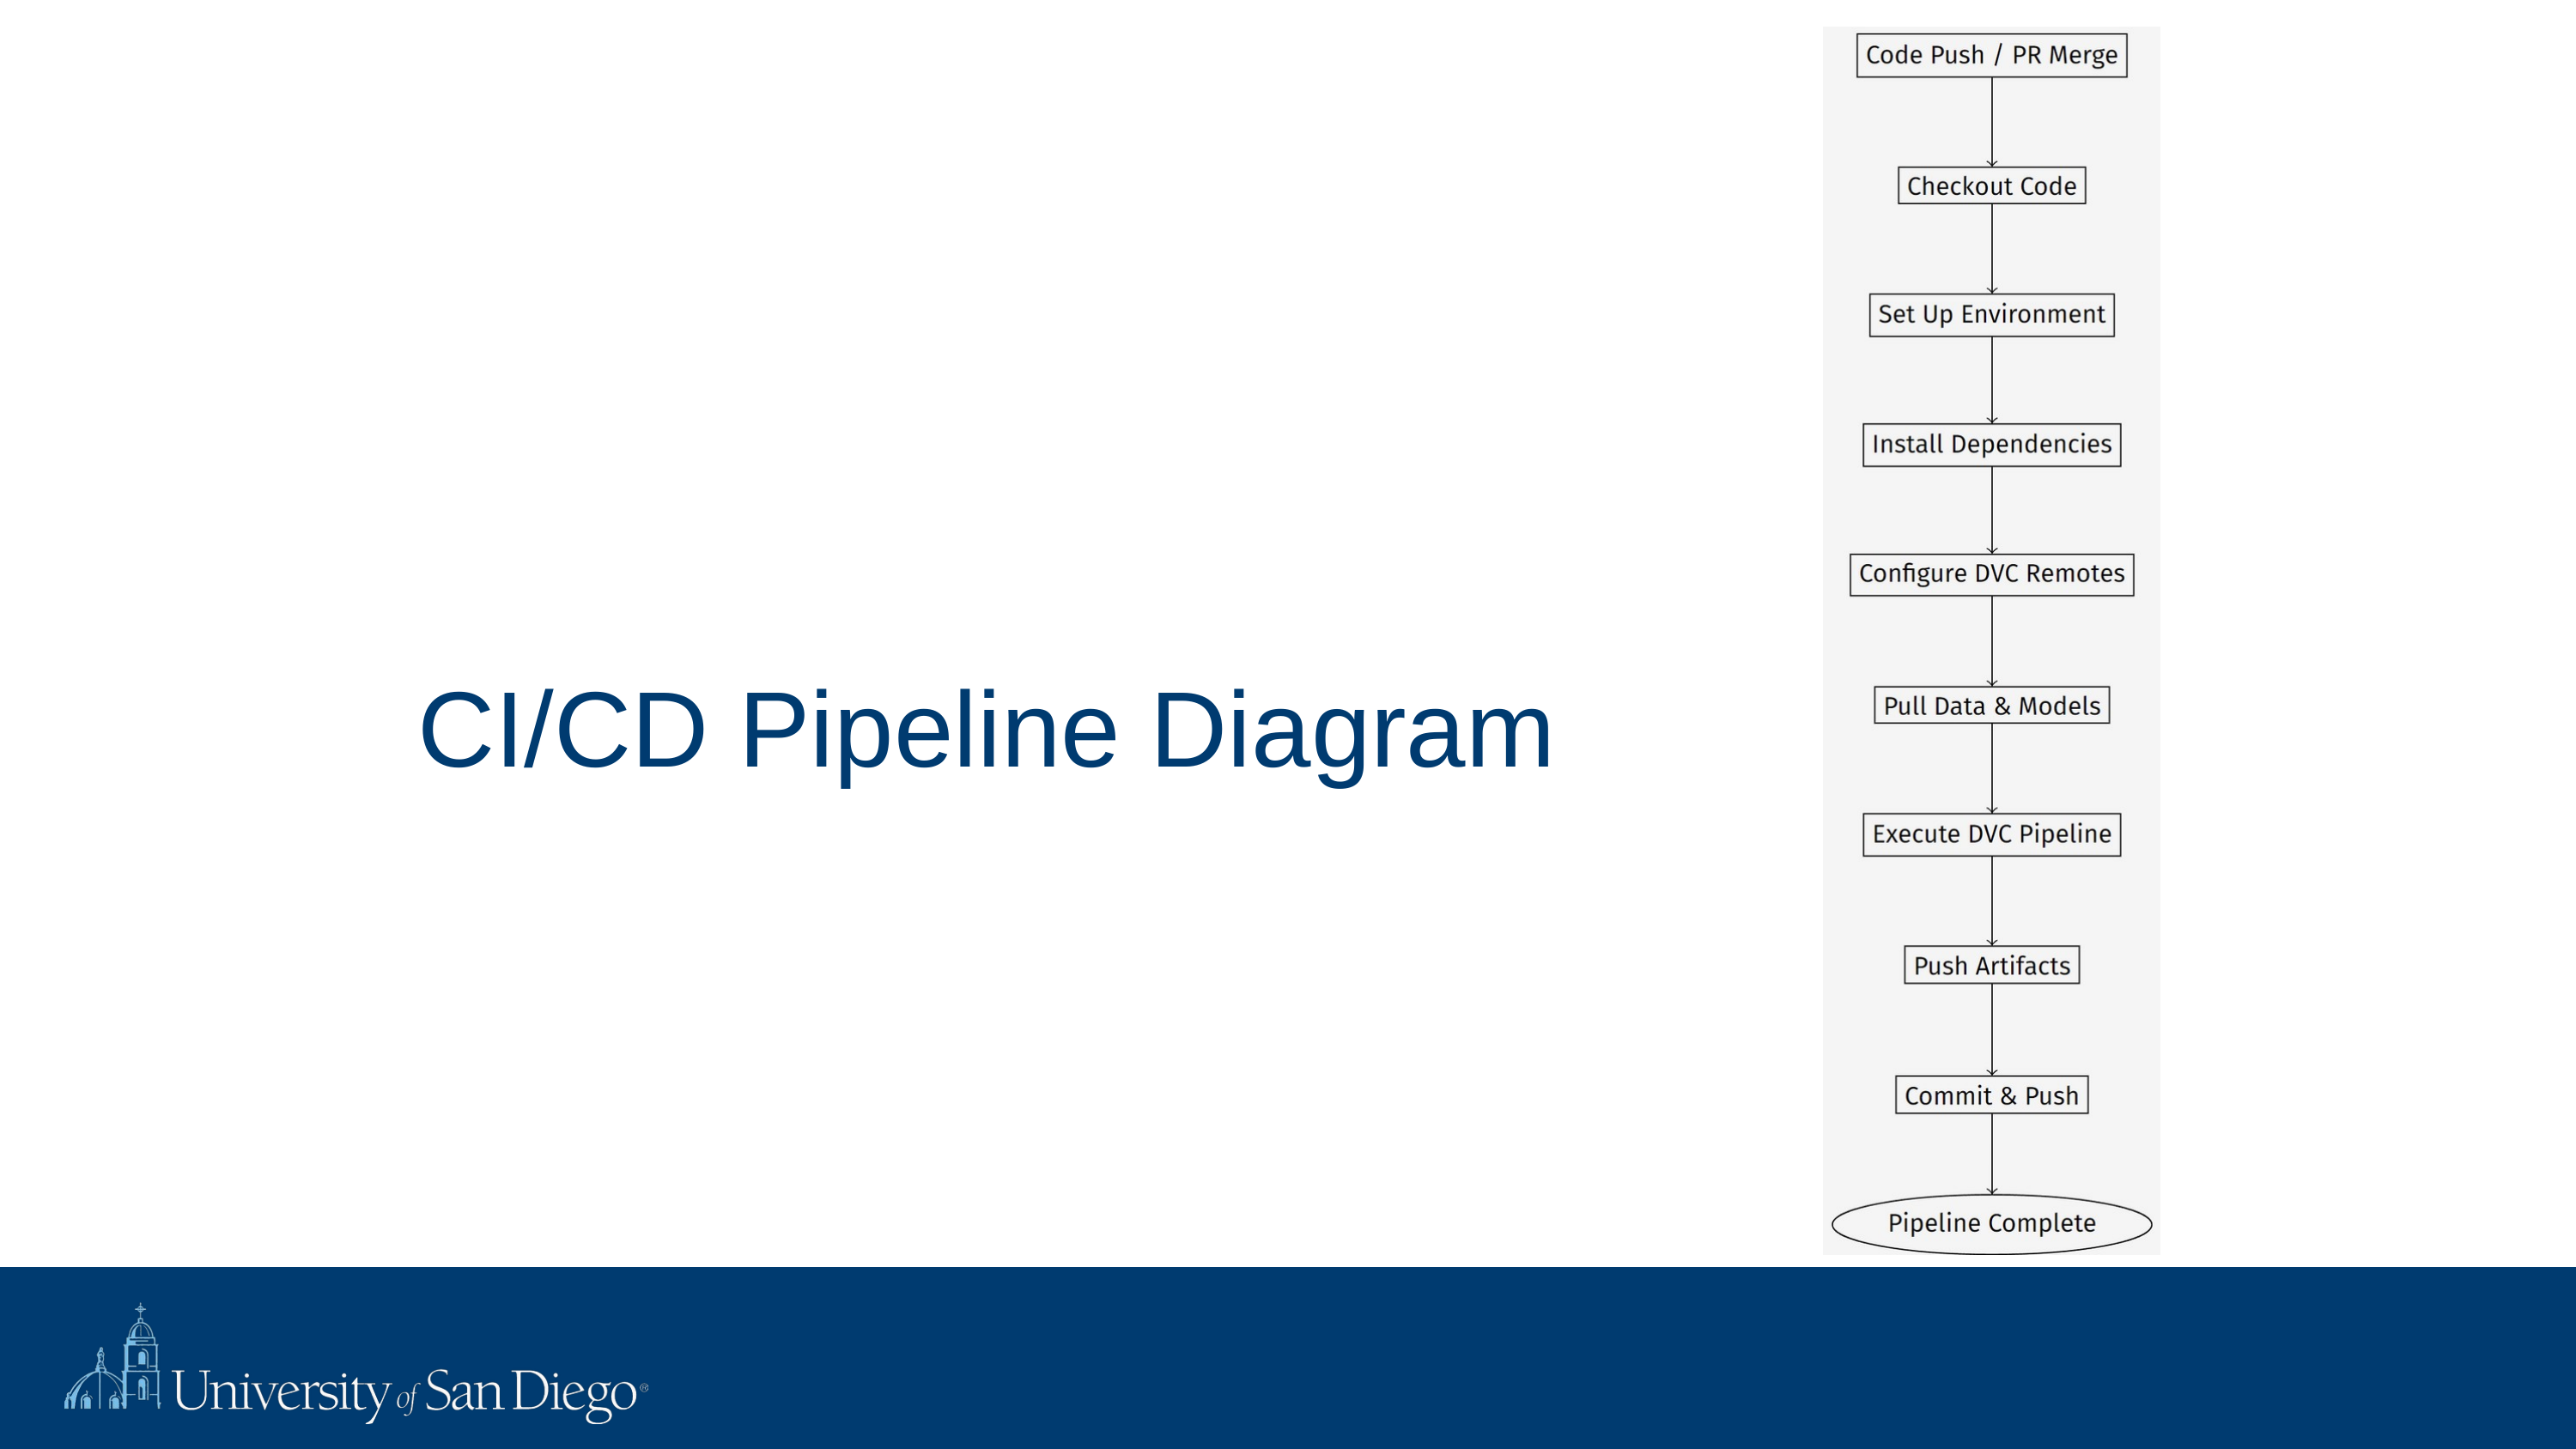 CI/CD Pipeline Diagram
Code Push / PR Merge
Checkout Code
Set Up Environment
Install Dependencies
Configure DVC Remotes
Pull Data & Models
Execute DVC Pipeline
Push Artifacts
Commit & Push
Pipeline Complete
University of San Diego®